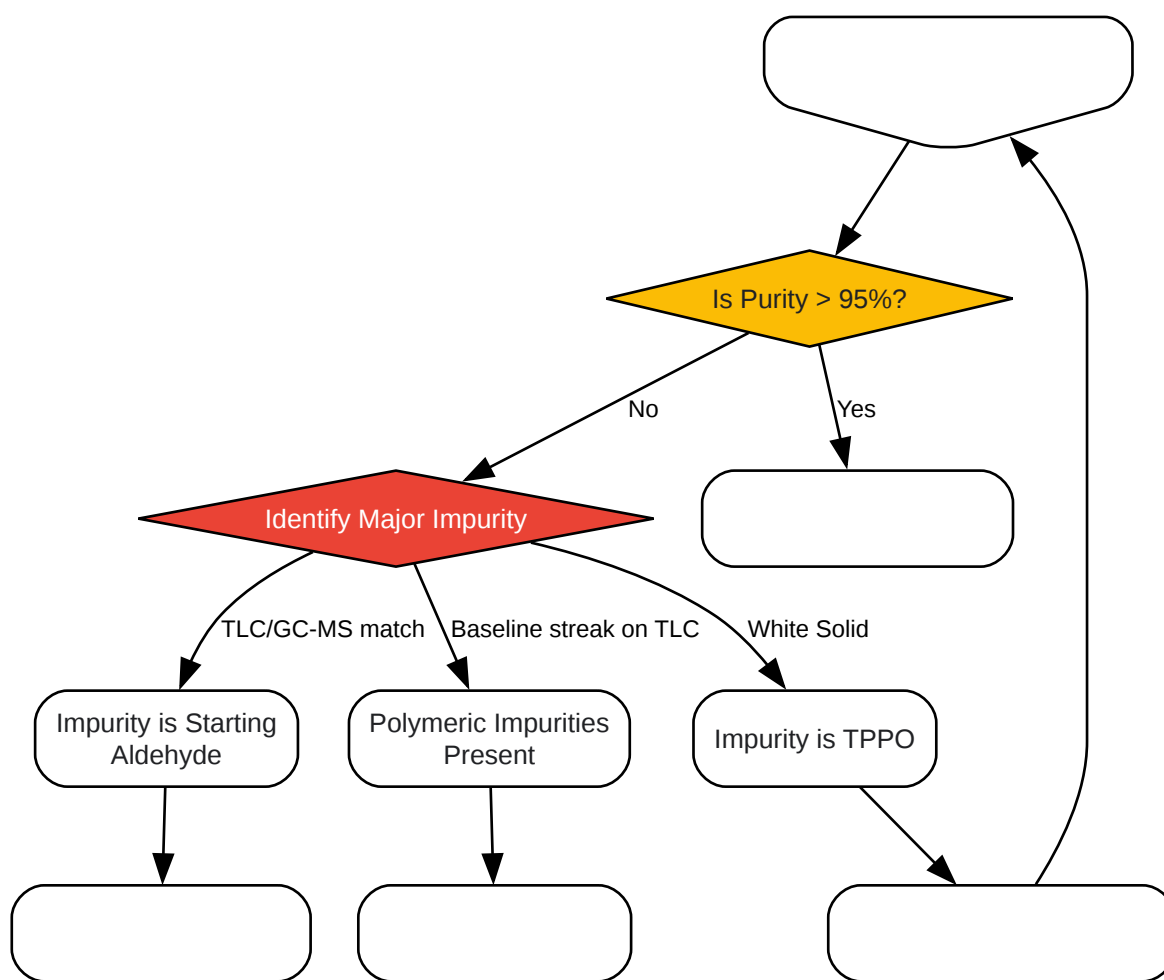 Is Purity > 95%?
No
Yes
Identify Major Impurity
TLC/GC-MS match
Baseline streak on TLC
White Solid
Impurity is Starting
Aldehyde
Polymeric Impurities
Present
Impurity is TPPO